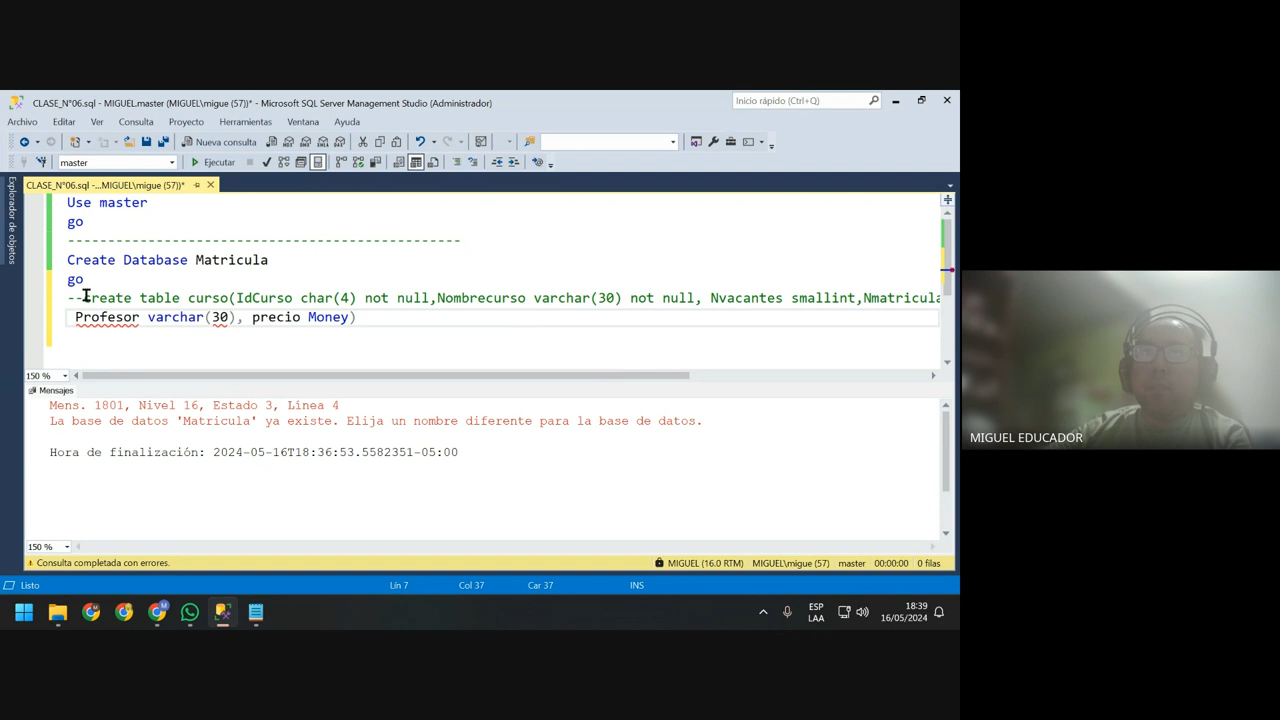 CLASE_N°06.sql - MIGUEL.master (MIGUEL\migue (57))* - Microsoft SQL Server Management Studio (Administrador)
Inicio rápido (Ctrl+Q)
Archivo Editar Ver Consulta Proyecto Herramientas Ventana Ayuda
Nueva consulta
master
Ejecutar
CLASE_N°06.sql -...MIGUEL\migue (57))*
Explorador de objetos
Use master
go
-------------------------------------------------
Create Database Matricula
go
--Create table curso(IdCurso char(4) not null,Nombrecurso varchar(30) not null, Nvacantes smallint,Nmatricula
Profesor varchar(30), precio Money)
150 %
Mensajes
Mens. 1801, Nivel 16, Estado 3, Línea 4
La base de datos 'Matricula' ya existe. Elija un nombre diferente para la base de datos.
Hora de finalización: 2024-05-16T18:36:53.5582351-05:00
150 %
Consulta completada con errores.
MIGUEL (16.0 RTM) MIGUEL\migue (57) master 00:00:00 0 filas
Listo
Lín 7 Col 37 Car 37 INS
ESP
LAA
18:39
16/05/2024
MIGUEL EDUCADOR